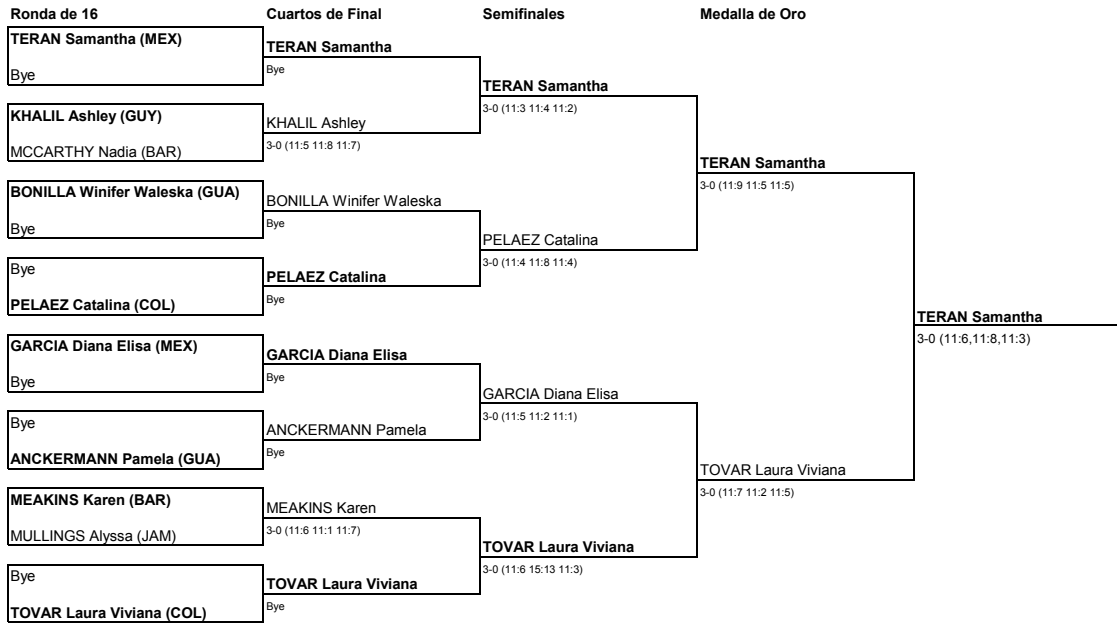 Ronda de 16
Cuartos de Final
Semifinales
Medalla de Oro
TERAN Samantha (MEX)
Bye
KHALIL Ashley (GUY)
MCCARTHY Nadia (BAR)
BONILLA Winifer Waleska (GUA)
Bye
Bye
PELAEZ Catalina (COL)
GARCIA Diana Elisa (MEX)
Bye
Bye
ANCKERMANN Pamela (GUA)
MEAKINS Karen (BAR)
MULLINGS Alyssa (JAM)
Bye
TOVAR Laura Viviana (COL)
TERAN Samantha
Bye
KHALIL Ashley
3-0 (11:5 11:8 11:7)
BONILLA Winifer Waleska
Bye
PELAEZ Catalina
Bye
GARCIA Diana Elisa
Bye
ANCKERMANN Pamela
Bye
MEAKINS Karen
3-0 (11:6 11:1 11:7)
TOVAR Laura Viviana
Bye
TERAN Samantha
3-0 (11:3 11:4 11:2)
PELAEZ Catalina
3-0 (11:4 11:8 11:4)
GARCIA Diana Elisa
3-0 (11:5 11:2 11:1)
TOVAR Laura Viviana
3-0 (11:6 15:13 11:3)
TERAN Samantha
3-0 (11:9 11:5 11:5)
TOVAR Laura Viviana
3-0 (11:7 11:2 11:5)
TERAN Samantha
3-0 (11:6,11:8,11:3)